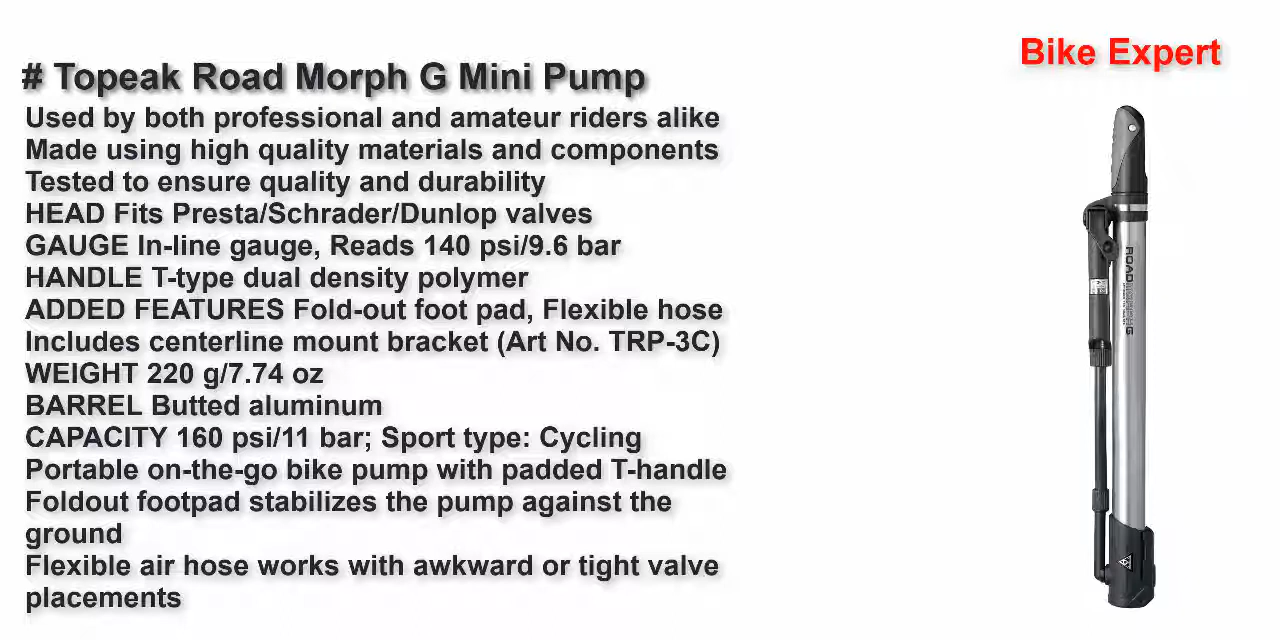 Bike Expert
# Topeak Road Morph G Mini Pump
Used by both professional and amateur riders alike
Made using high quality materials and components
Tested to ensure quality and durability
HEAD Fits Presta/Schrader/Dunlop valves
GAUGE In-line gauge, Reads 140 psi/9.6 bar
HANDLE T-type dual density polymer
ADDED FEATURES Fold-out foot pad, Flexible hose
Includes centerline mount bracket (Art No. TRP-3C)
WEIGHT 220 g/7.74 oz
BARREL Butted aluminum
CAPACITY 160 psi/11 bar; Sport type: Cycling
Portable on-the-go bike pump with padded T-handle
Foldout footpad stabilizes the pump against the
ground
Flexible air hose works with awkward or tight valve
placements
ROAD MORPH G